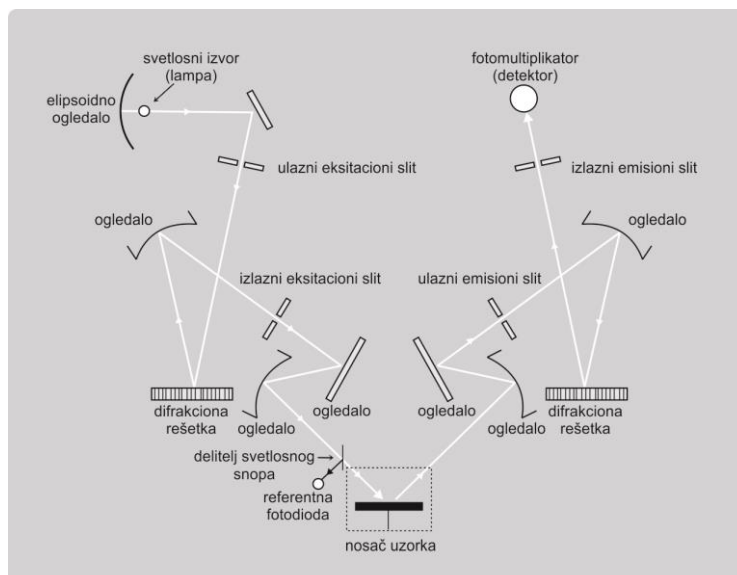 svetlosni izvor
(lampa)
fotomultiplikator
(detektor)
elipsoidno
ogledalo
ulazni eksitacioni slit
izlazni emisioni slit
ogledalo
ogledalo
izlazni eksitacioni slit
ulazni emisioni slit
difrakciona
rešetka
ogledalo
ogledalo
ogledalo
ogledalo
difrakciona
rešetka
delitelj svetlosnog
snopa
referentna
fotodioda
nosač uzorka